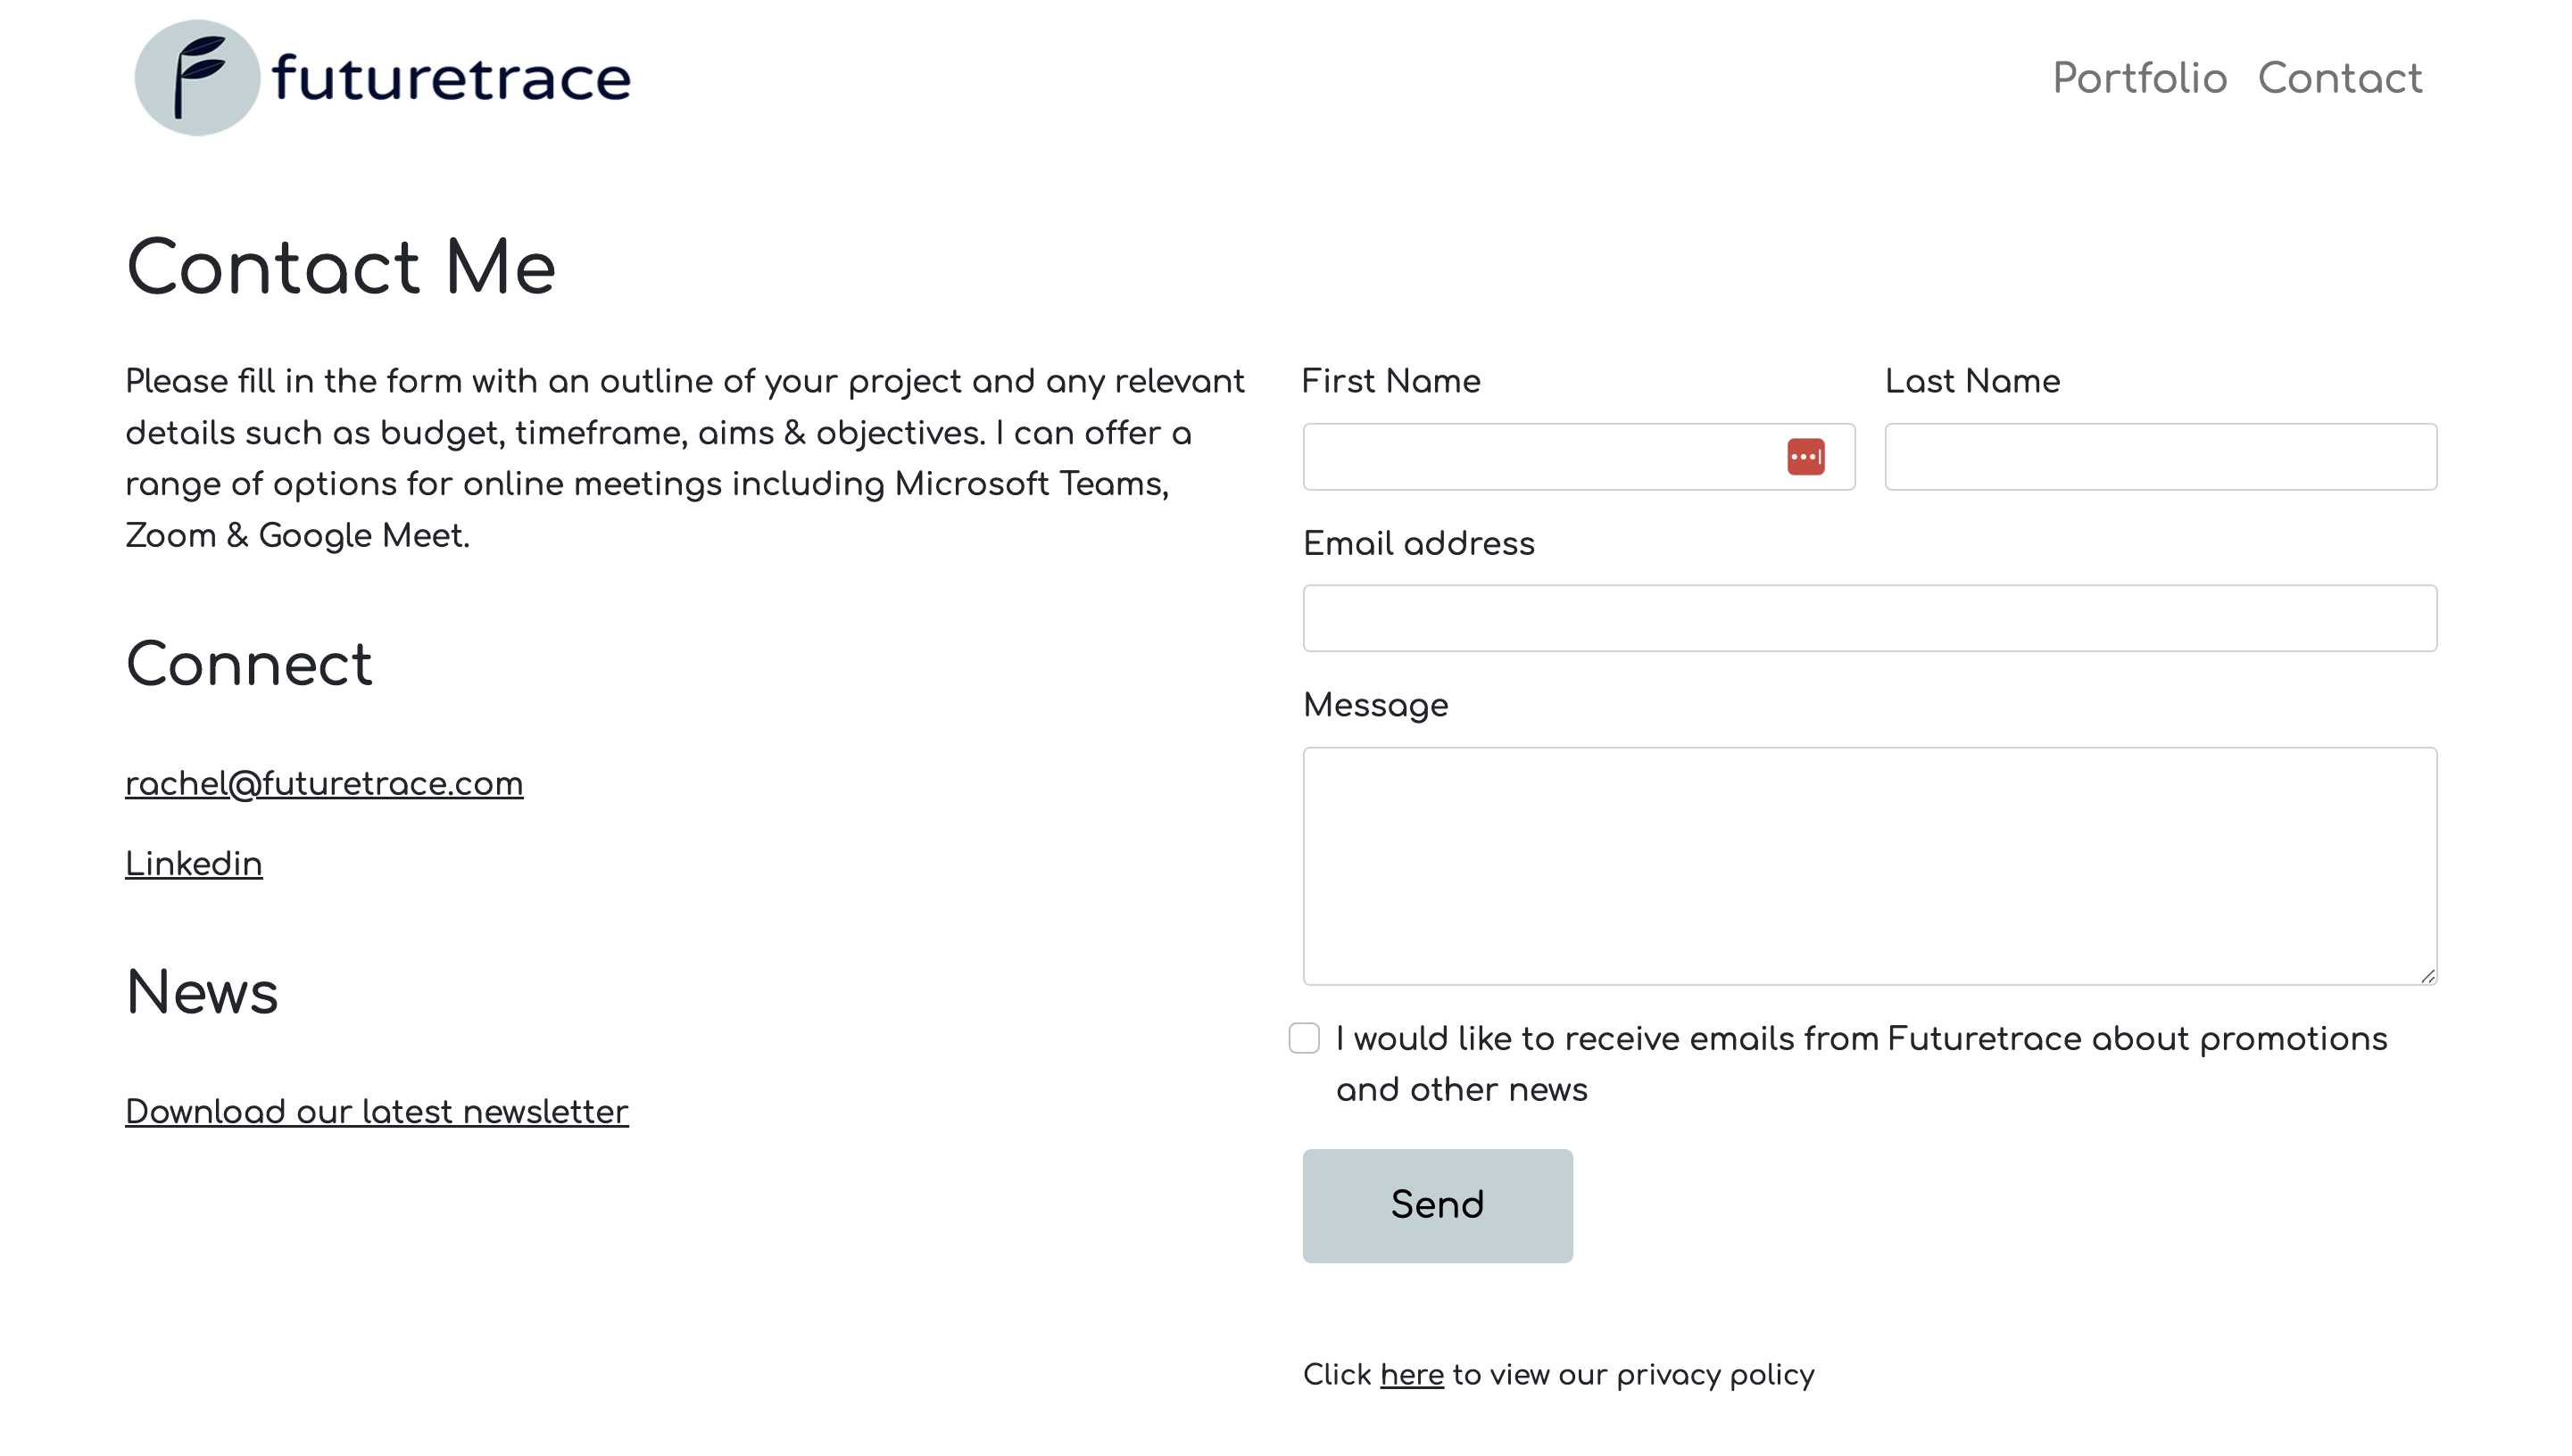 futuretrace
Portfolio Contact
Contact Me
Please fill in the form with an outline of your project and any relevant
details such as budget, timeframe, aims & objectives. I can offer a
range of options for online meetings including Microsoft Teams,
Zoom & Google Meet.
Connect
rachel@futuretrace.com
Linkedin
News
Download our latest newsletter
First Name
Last Name
Email address
Message
I would like to receive emails from Futuretrace about promotions
and other news
Send
Click here to view our privacy policy